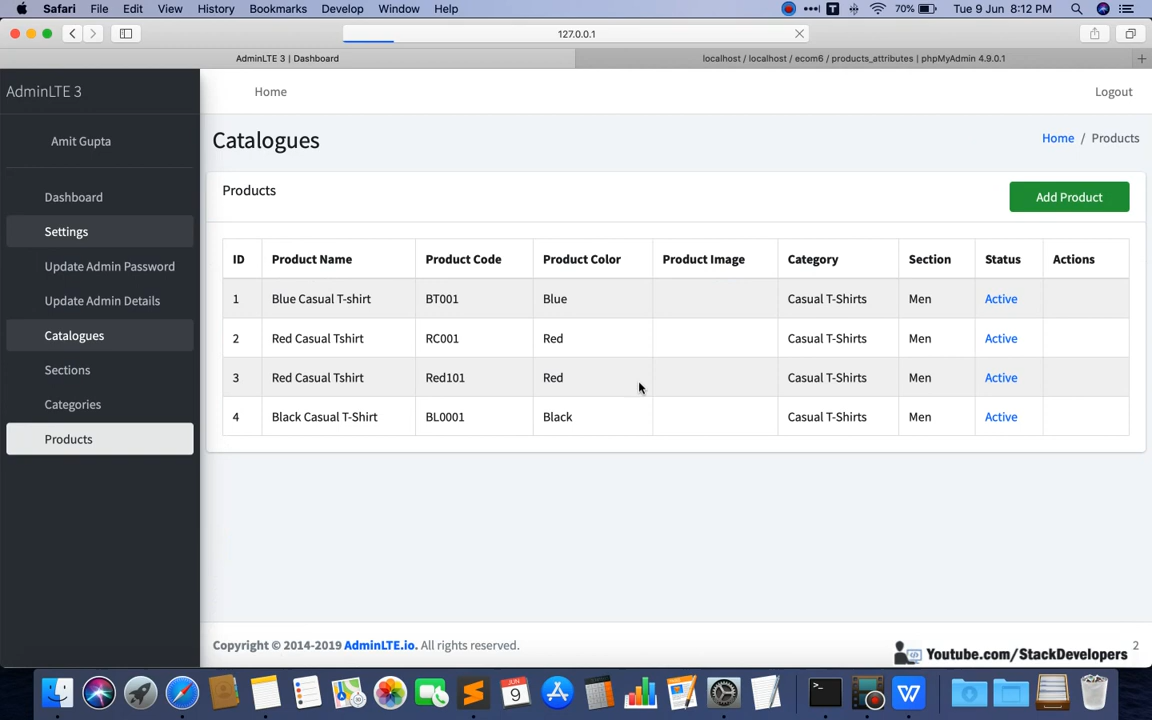 Safari File Edit View History Bookmarks Develop Window Help 70% Tue 9 Jun 8:12 PM
127.0.0.1
AdminLTE 3 | Dashboard localhost / localhost / ecom6 / products_attributes | phpMyAdmin 4.9.0.1
AdminLTE 3 Home Logout
Amit Gupta
Catalogues Home / Products
Dashboard
Settings
Update Admin Password
Update Admin Details
Catalogues
Sections
Categories
Products
Products Add Product
ID Product Name Product Code Product Color Product Image Category Section Status Actions
1 Blue Casual T-shirt BT001 Blue Casual T-Shirts Men Active
2 Red Casual Tshirt RC001 Red Casual T-Shirts Men Active
3 Red Casual Tshirt Red101 Red Casual T-Shirts Men Active
4 Black Casual T-Shirt BL0001 Black Casual T-Shirts Men Active
Copyright © 2014-2019 AdminLTE.io. All rights reserved. 2
Youtube.com/StackDevelopers